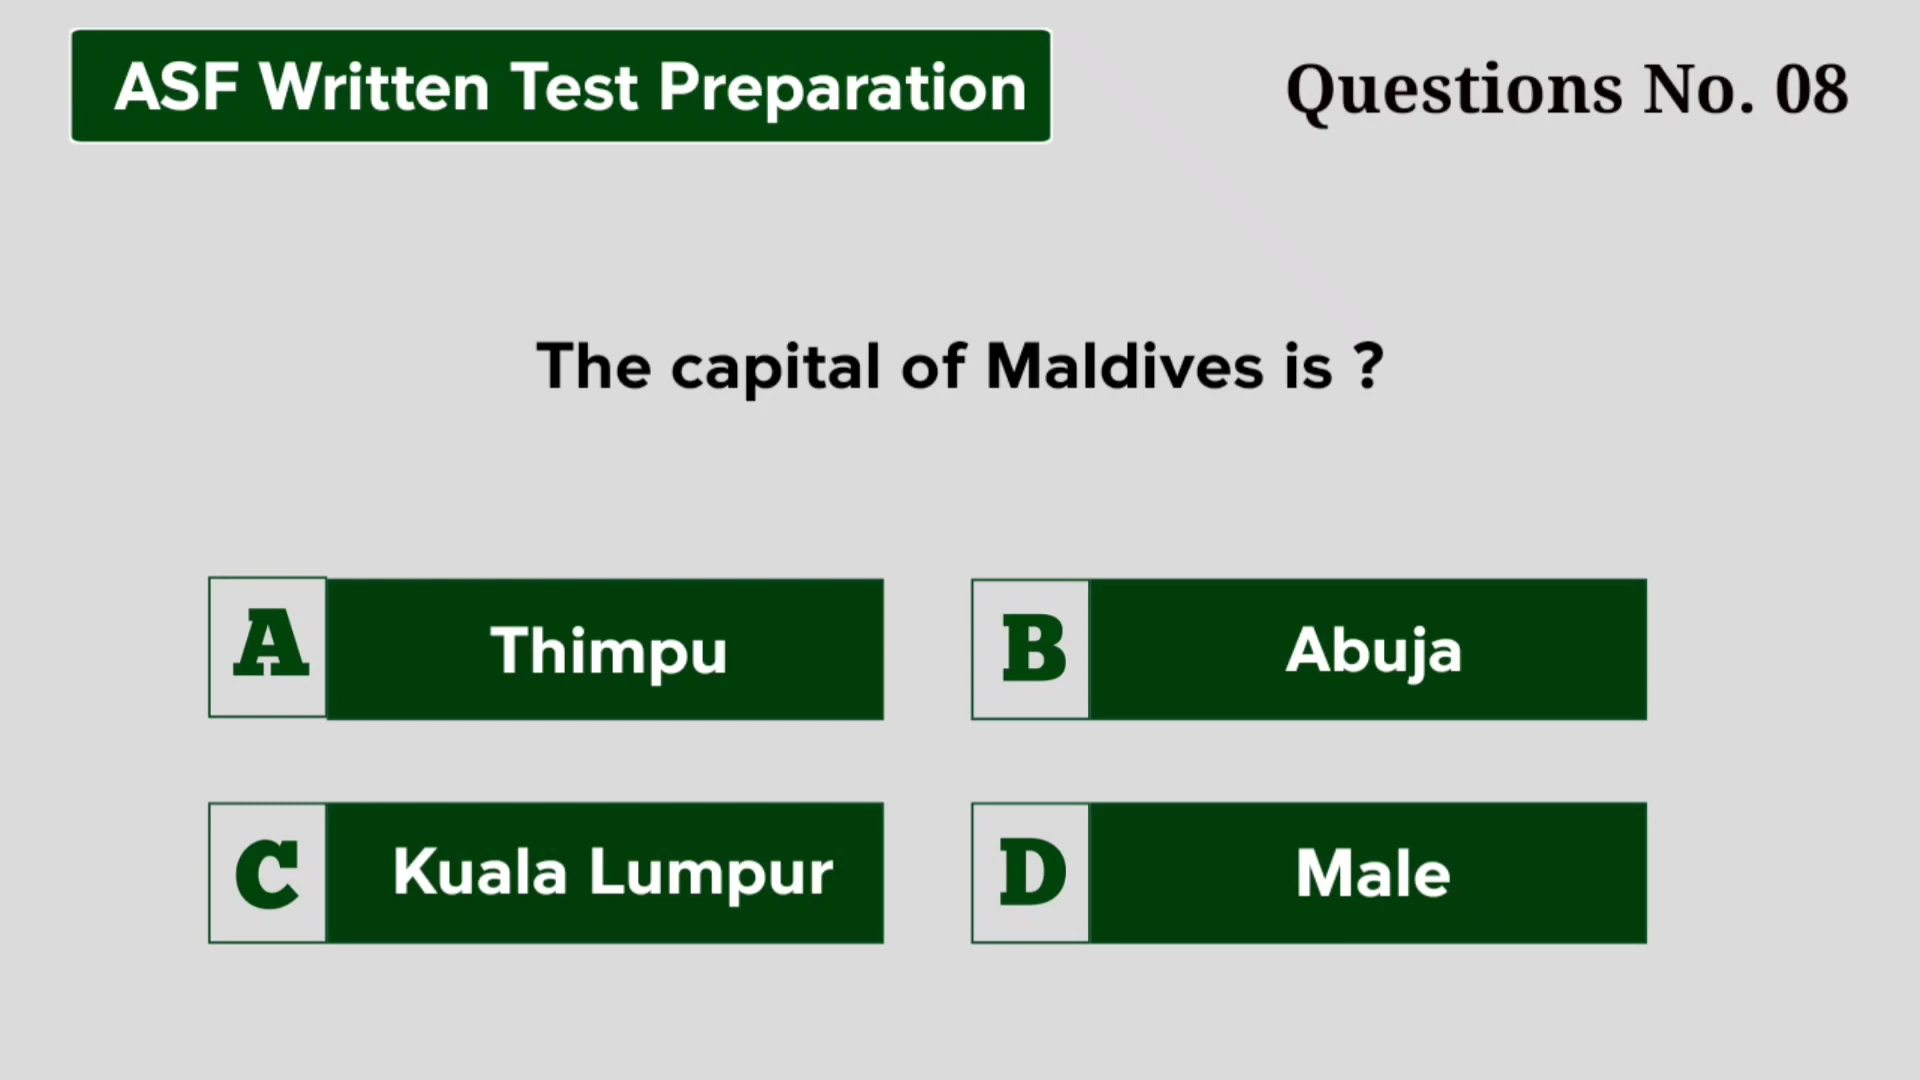 ASF Written Test Preparation
Questions No. 08
The capital of Maldives is ?
A Thimpu
B Abuja
C Kuala Lumpur
D Male